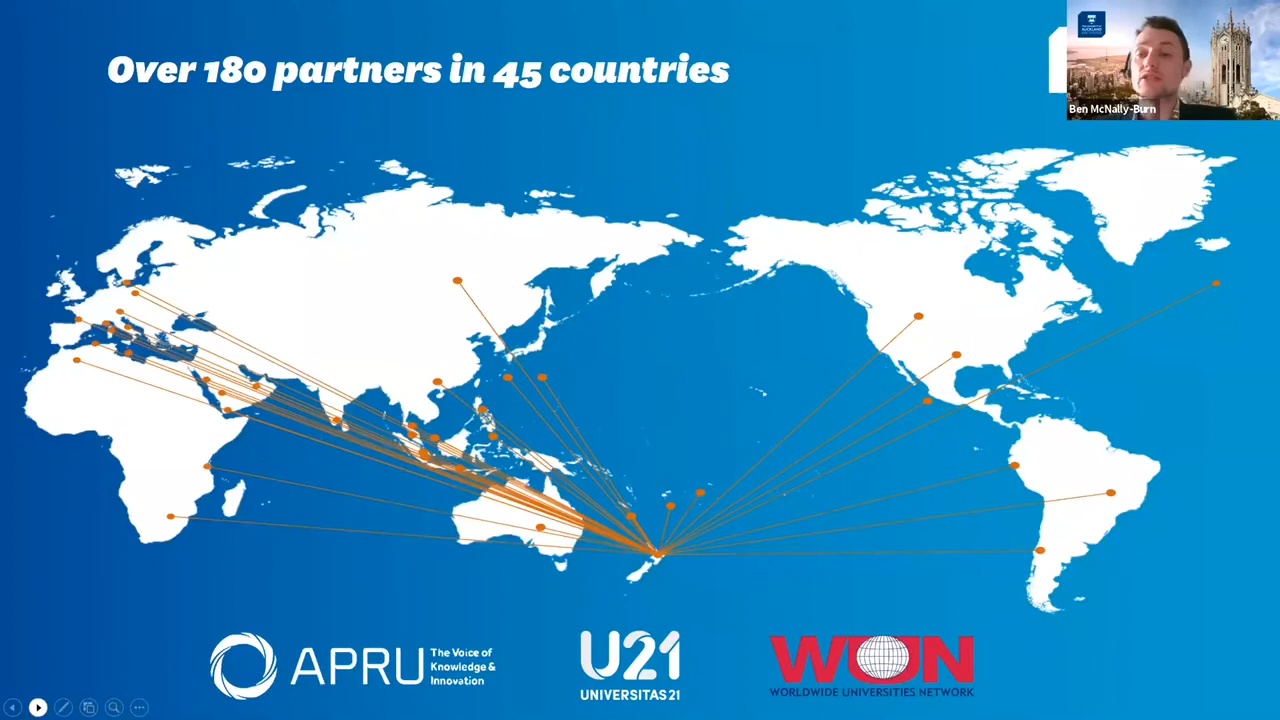 Over 180 partners in 45 countries
Ben McNally-Burn
APRU
The Voice of
Knowledge &
Innovation
U21
UNIVERSITAS 21
WUN
WORLDWIDE UNIVERSITIES NETWORK